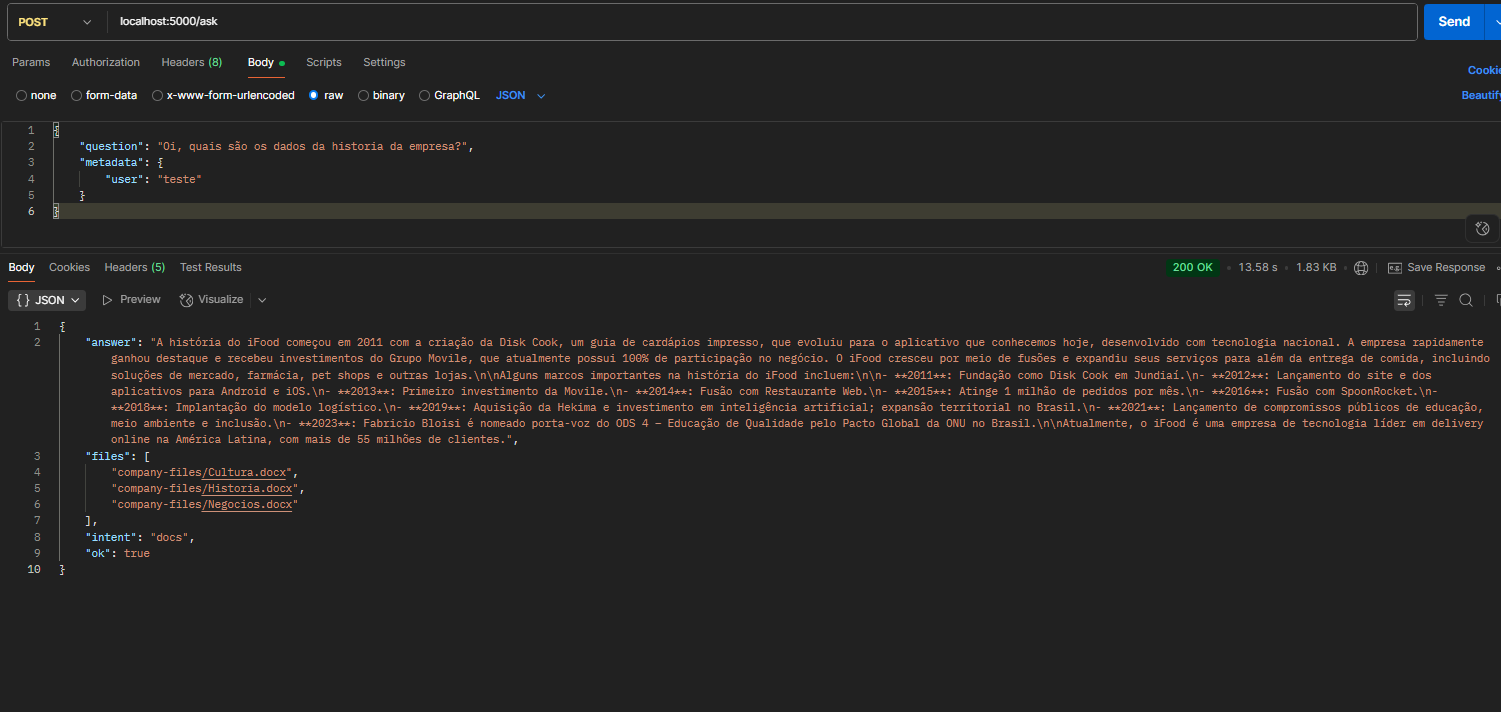 POST localhost:5000/ask Send
Params Authorization Headers (8) Body Scripts Settings
Cookie
none form-data x-www-form-urlencoded raw binary GraphQL JSON
Beautify
1 {
2 "question": "Oi, quais são os dados da historia da empresa?",
3 "metadata": {
4 "user": "teste"
5 }
6 }
Body Cookies Headers (5) Test Results 200 OK • 13.58 s • 1.83 KB • e.g. Save Response
{} JSON Preview Visualize
1 {
2 "answer": "A história do iFood começou em 2011 com a criação da Disk Cook, um guia de cardápios impresso, que evoluiu para o aplicativo que conhecemos hoje, desenvolvido com tecnologia nacional. A empresa rapidamente
ganhou destaque e recebeu investimentos do Grupo Movile, que atualmente possui 100% de participação no negócio. O iFood cresceu por meio de fusões e expandiu seus serviços para além da entrega de comida, incluindo
soluções de mercado, farmácia, pet shops e outras lojas.\n\nAlguns marcos importantes na história do iFood incluem:\n\n- **2011**: Fundação como Disk Cook em Jundiaí.\n- **2012**: Lançamento do site e dos
aplicativos para Android e iOS.\n- **2013**: Primeiro investimento da Movile.\n- **2014**: Fusão com Restaurante Web.\n- **2015**: Atinge 1 milhão de pedidos por mês.\n- **2016**: Fusão com SpoonRocket.\n-
**2018**: Implantação do modelo logístico.\n- **2019**: Aquisição da Hekima e investimento em inteligência artificial; expansão territorial no Brasil.\n- **2021**: Lançamento de compromissos públicos de educação,
meio ambiente e inclusão.\n- **2023**: Fabricio Bloisi é nomeado porta-voz do ODS 4 – Educação de Qualidade pelo Pacto Global da ONU no Brasil.\n\nAtualmente, o iFood é uma empresa de tecnologia líder em delivery
online na América Latina, com mais de 55 milhões de clientes.",
3 "files": [
4 "company-files/Cultura.docx",
5 "company-files/Historia.docx",
6 "company-files/Negocios.docx"
7 ],
8 "intent": "docs",
9 "ok": true
10 }